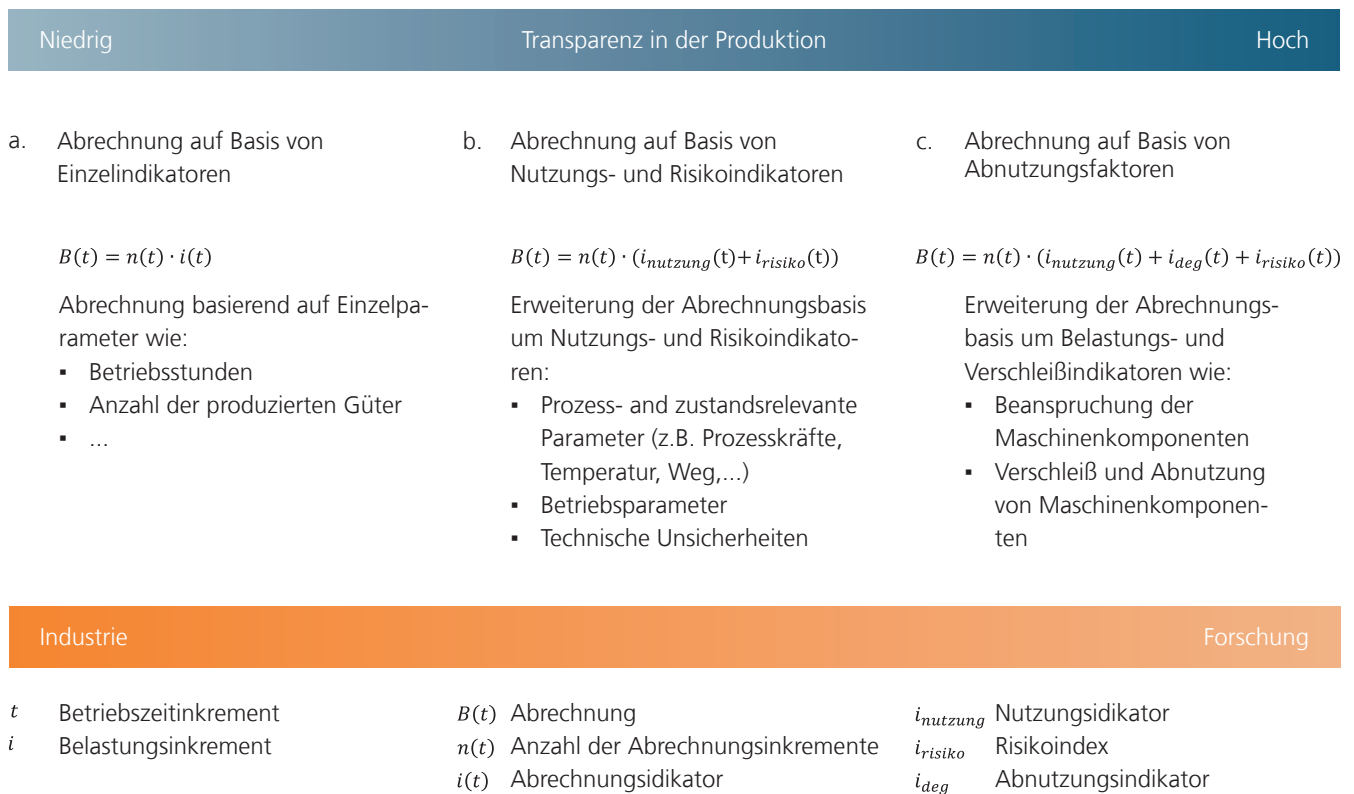 Niedrig Transparenz in der Produktion Hoch
a. Abrechnung auf Basis von
Einzelindikatoren
B(t) = n(t) · i(t)
Abrechnung basierend auf Einzelpa-
rameter wie:
▪ Betriebsstunden
▪ Anzahl der produzierten Güter
▪ ...
b. Abrechnung auf Basis von
Nutzungs- und Risikoindikatoren
B(t) = n(t) · (i_nutzung(t)+i_risiko(t))
Erweiterung der Abrechnungsbasis
um Nutzungs- und Risikoindikato-
ren:
▪ Prozess- and zustandsrelevante
Parameter (z.B. Prozesskräfte,
Temperatur, Weg,...)
▪ Betriebsparameter
▪ Technische Unsicherheiten
c. Abrechnung auf Basis von
Abnutzungsfaktoren
B(t) = n(t) · (i_nutzung(t) + i_deg(t) + i_risiko(t))
Erweiterung der Abrechnungs-
basis um Belastungs- und
Verschleißindikatoren wie:
▪ Beanspruchung der
Maschinenkomponenten
▪ Verschleiß und Abnutzung
von Maschinenkomponen-
ten
Industrie Forschung
t Betriebszeitinkrement
i Belastungsinkrement
B(t) Abrechnung
n(t) Anzahl der Abrechnungsinkremente
i(t) Abrechnungsidikator
i_nutzung Nutzungsidikator
i_risiko Risikoindex
i_deg Abnutzungsindikator